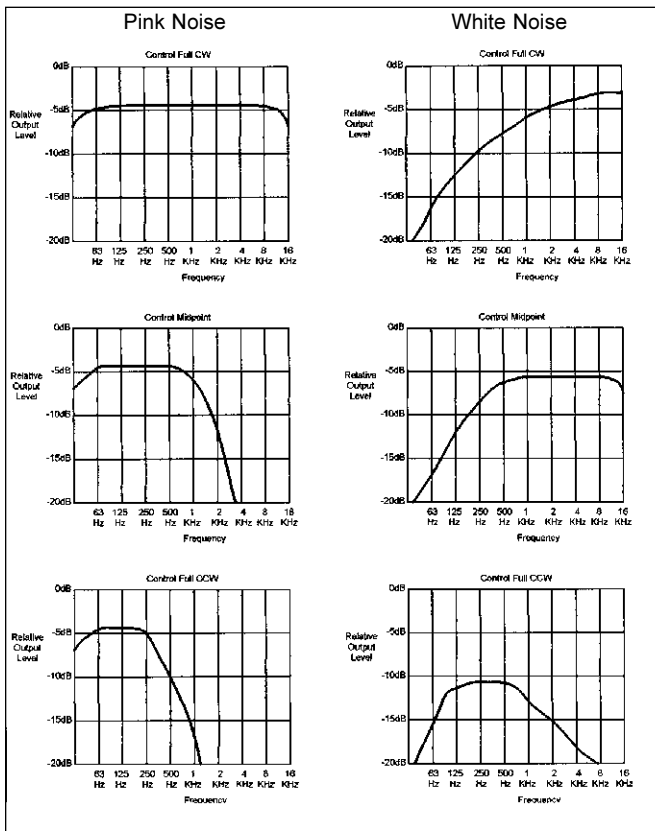 Pink Noise
White Noise
Control Full CW
0dB
-5dB
-10dB
-15dB
-20dB
Relative
Output
Level
63 125 250 500 1 2 4 8 16
Hz Hz Hz Hz KHz KHz KHz KHz KHz
Frequency
Control Full CW
0dB
-5dB
-10dB
-15dB
-20dB
Relative
Output
Level
63 125 250 500 1 2 4 8 16
Hz Hz Hz Hz KHz KHz KHz KHz KHz
Frequency
Control Midpoint
0dB
-5dB
-10dB
-15dB
-20dB
Relative
Output
Level
63 125 250 500 1 2 4 8 16
Hz Hz Hz Hz KHz KHz KHz KHz KHz
Frequency
Control Midpoint
0dB
-5dB
-10dB
-15dB
-20dB
Relative
Output
Level
63 125 250 500 1 2 4 8 16
Hz Hz Hz Hz KHz KHz KHz KHz KHz
Frequency
Control Full CCW
0dB
-5dB
-10dB
-15dB
-20dB
Relative
Output
Level
63 125 250 500 1 2 4 8 16
Hz Hz Hz Hz KHz KHz KHz KHz KHz
Frequency
Control Full CCW
0dB
-5dB
-10dB
-15dB
-20dB
Relative
Output
Level
63 125 250 500 1 2 4 8 16
Hz Hz Hz Hz KHz KHz KHz KHz KHz
Frequency